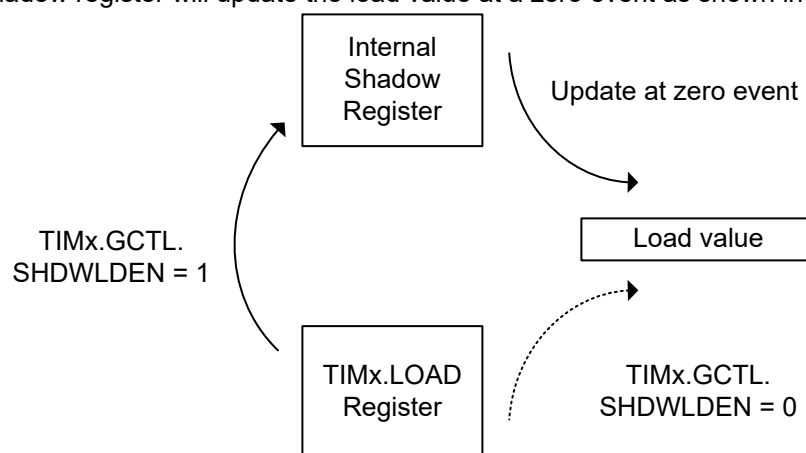 hadow register will update the load value at a zero event as shown in
Internal
Shadow
Register
Update at zero event
TIMx.GCTL.
SHDWLDEN = 1
Load value
TIMx.LOAD
Register
TIMx.GCTL.
SHDWLDEN = 0